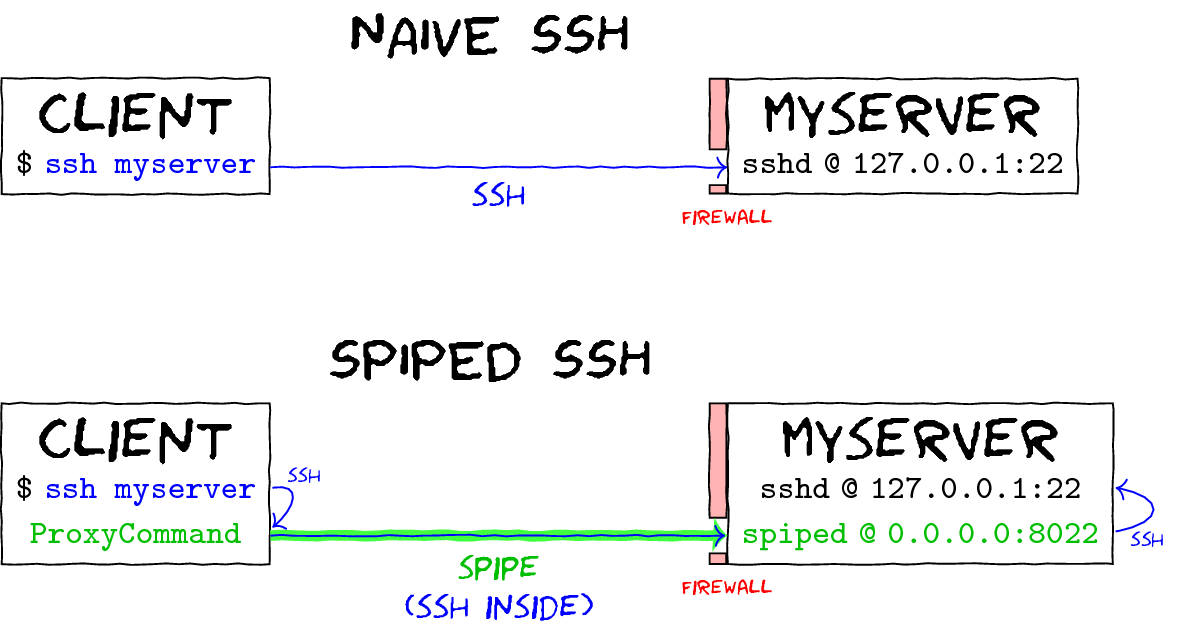 NAIVE SSH
CLIENT
$ ssh myserver
SSH
MYSERVER
sshd @ 127.0.0.1:22
FIREWALL
SPIPED SSH
CLIENT
$ ssh myserver
ProxyCommand
SSH
SPIPE
(SSH INSIDE)
MYSERVER
sshd @ 127.0.0.1:22
spiped @ 0.0.0.0:8022
SSH
FIREWALL